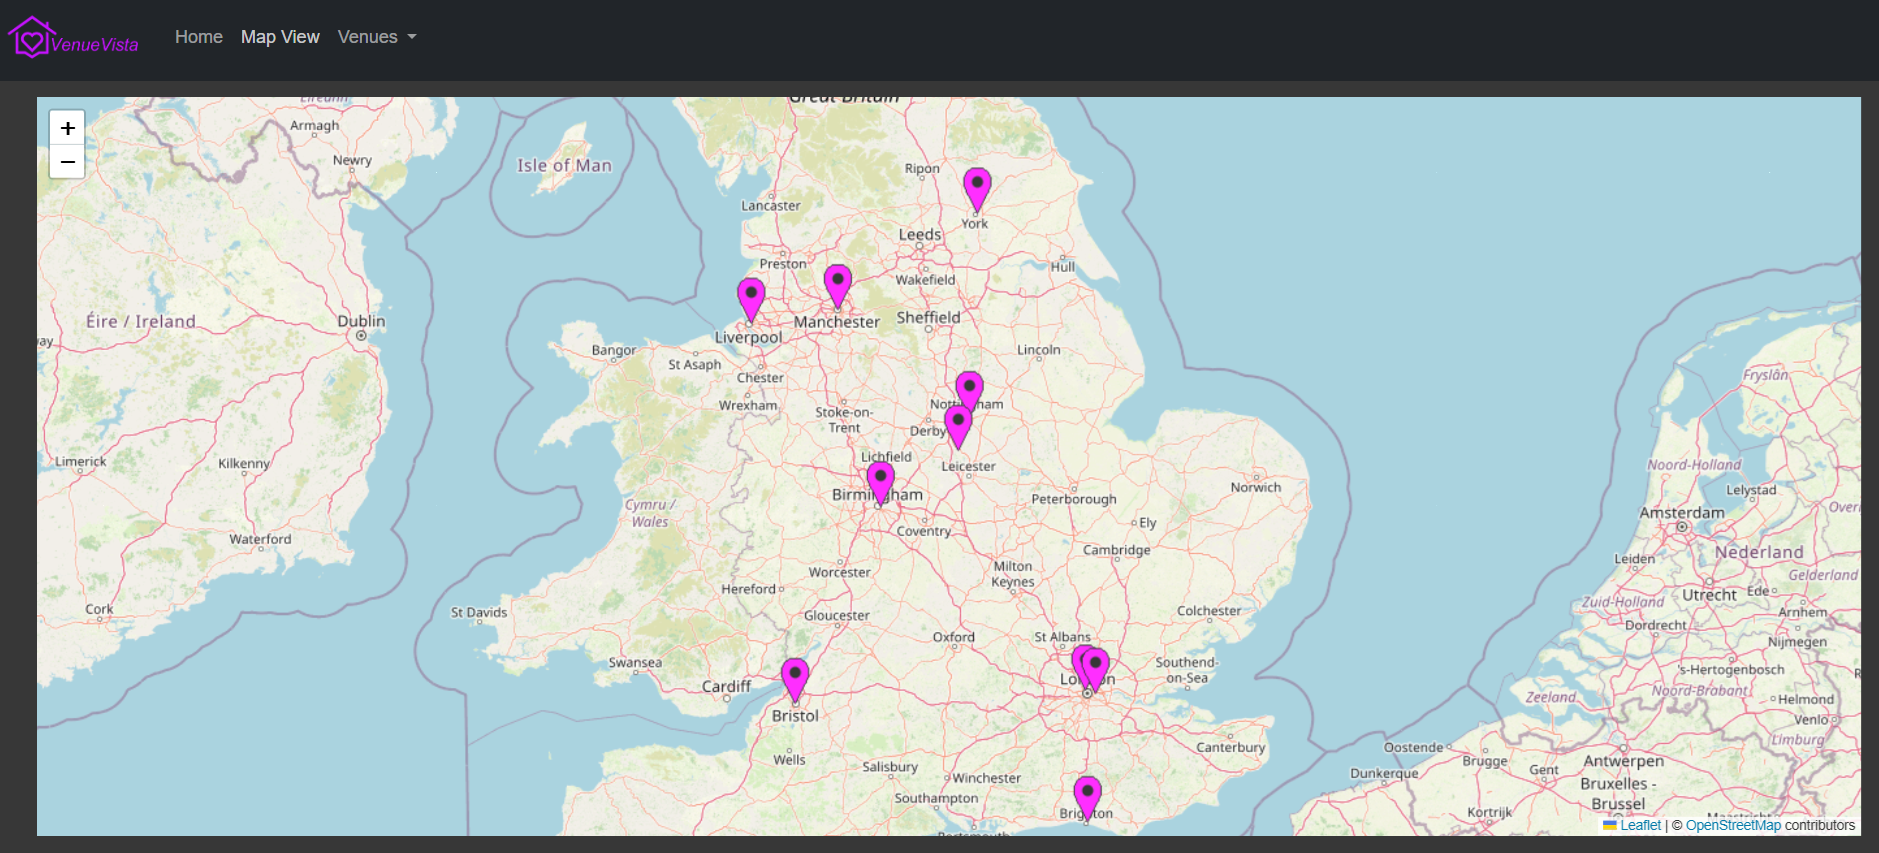 VenueVista
Home
Map View
Venues
+
−
Great Britain
Armagh
Newry
Isle of Man
Ripon
Lancaster
York
Leeds
Preston
Hull
Wakefield
Éire / Ireland
Dublin
Manchester
Sheffield
Liverpool
Bangor
St Asaph
Lincoln
Chester
Fryslân
Wrexham
Nottingham
Stoke-on-
Trent
Derby
Limerick
Kilkenny
Lichfield
Leicester
Noord-Holland
Lelystad
Birmingham
Peterborough
Norwich
Cymru /
Wales
Amsterdam
Coventry
Ely
Waterford
Cambridge
Nederland
Leiden
Worcester
Milton
Keynes
Gelderland
Hereford
Utrecht
Ede
Cork
St Davids
Gloucester
Colchester
Zuid-Holland
Arnhem
Dordrecht
Oxford
St Albans
Nijmegen
Swansea
Southend-
on-Sea
's-Hertogenbosch
London
Cardiff
Noord-Brabant
Zeeland
Helmond
Bristol
Venlo
Limburg
Canterbury
Oostende
Wells
Brugge
Antwerpen
Salisbury
Winchester
Dunkerque
Gent
Bruxelles -
Brussel
Southampton
Brighton
Kortrijk
Maastricht
Portsmouth
Leaflet | © OpenStreetMap contributors